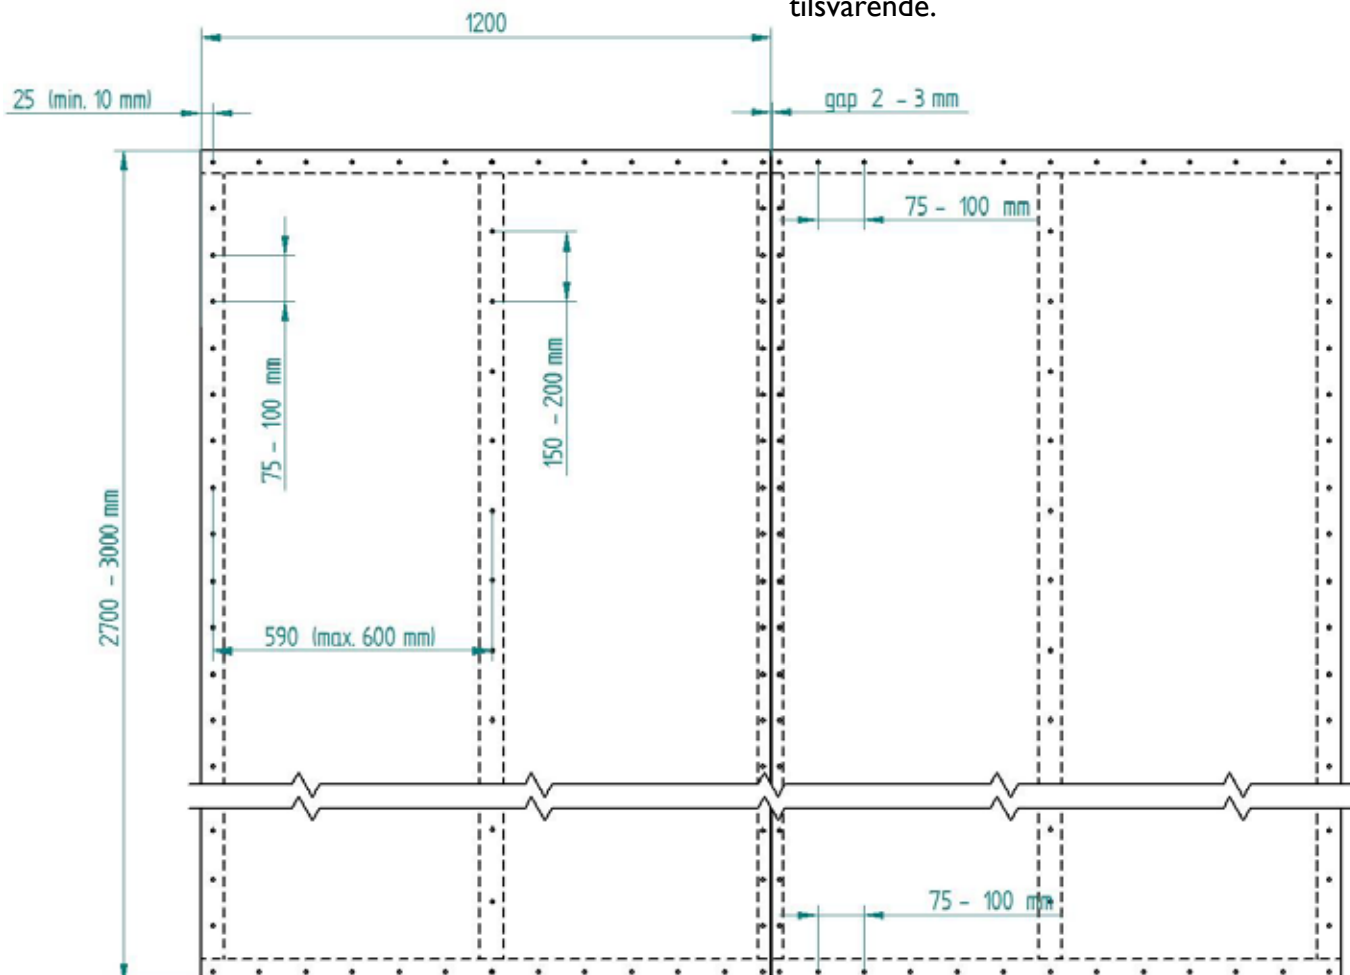 tilsvarende.
1200
25 (min. 10 mm)
gap 2 - 3 mm
75 - 100 mm
75 - 100 mm
150 - 200 mm
2700 - 3000 mm
590 (max. 600 mm)
75 - 100 mm